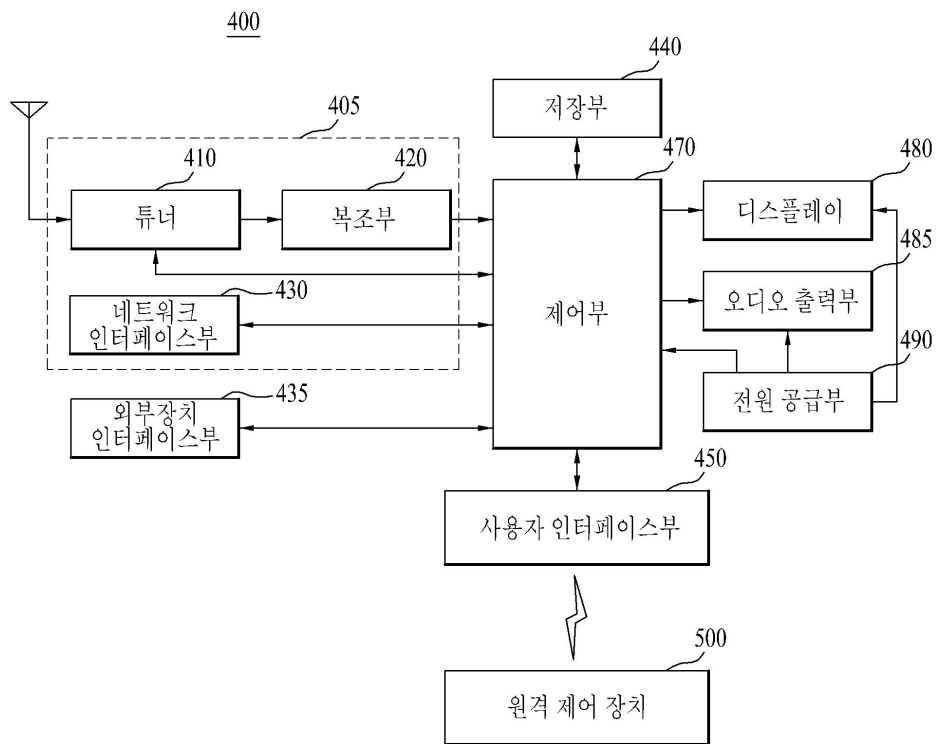 400
440
저장부
405
410
튜너
420
복조부
470
제어부
480
디스플레이
485
오디오 출력부
430
네트워크
인터페이스부
490
전원 공급부
435
외부장치
인터페이스부
450
사용자 인터페이스부
500
원격 제어 장치